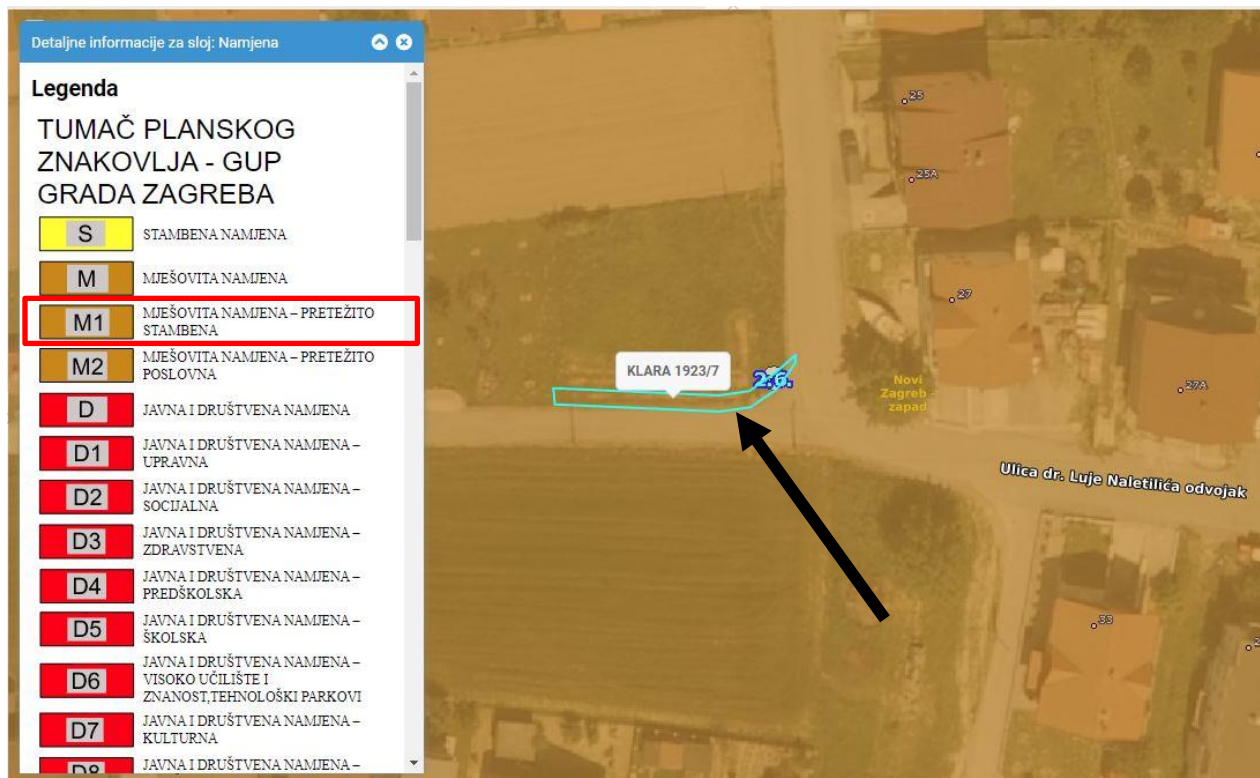 Detaljne informacije za sloj: Namjena
Legenda
TUMAČ PLANSKOG
ZNAKOVLJA - GUP
GRADA ZAGREBA
S
STAMBENA NAMJENA
M
MJEŠOVITA NAMJENA
M1
MJEŠOVITA NAMJENA – PRETEŽITO
STAMBENA
M2
MJEŠOVITA NAMJENA – PRETEŽITO
POSLOVNA
D
JAVNA I DRUŠTVENA NAMJENA
D1
JAVNA I DRUŠTVENA NAMJENA –
UPRAVNA
D2
JAVNA I DRUŠTVENA NAMJENA –
SOCIJALNA
D3
JAVNA I DRUŠTVENA NAMJENA –
ZDRAVSTVENA
D4
JAVNA I DRUŠTVENA NAMJENA –
PREDŠKOLSKA
D5
JAVNA I DRUŠTVENA NAMJENA –
ŠKOLSKA
D6
JAVNA I DRUŠTVENA NAMJENA –
VISOKO UČILIŠTE I
ZNANOST,TEHNOLOŠKI PARKOVI
D7
JAVNA I DRUŠTVENA NAMJENA –
KULTURNA
D8
JAVNA I DRUŠTVENA NAMJENA –
25
25A
27
KLARA 1923/7
2.6.
Novi
Zagreb -
zapad
27A
Ulica dr. Luje Naletilića odvojak
33